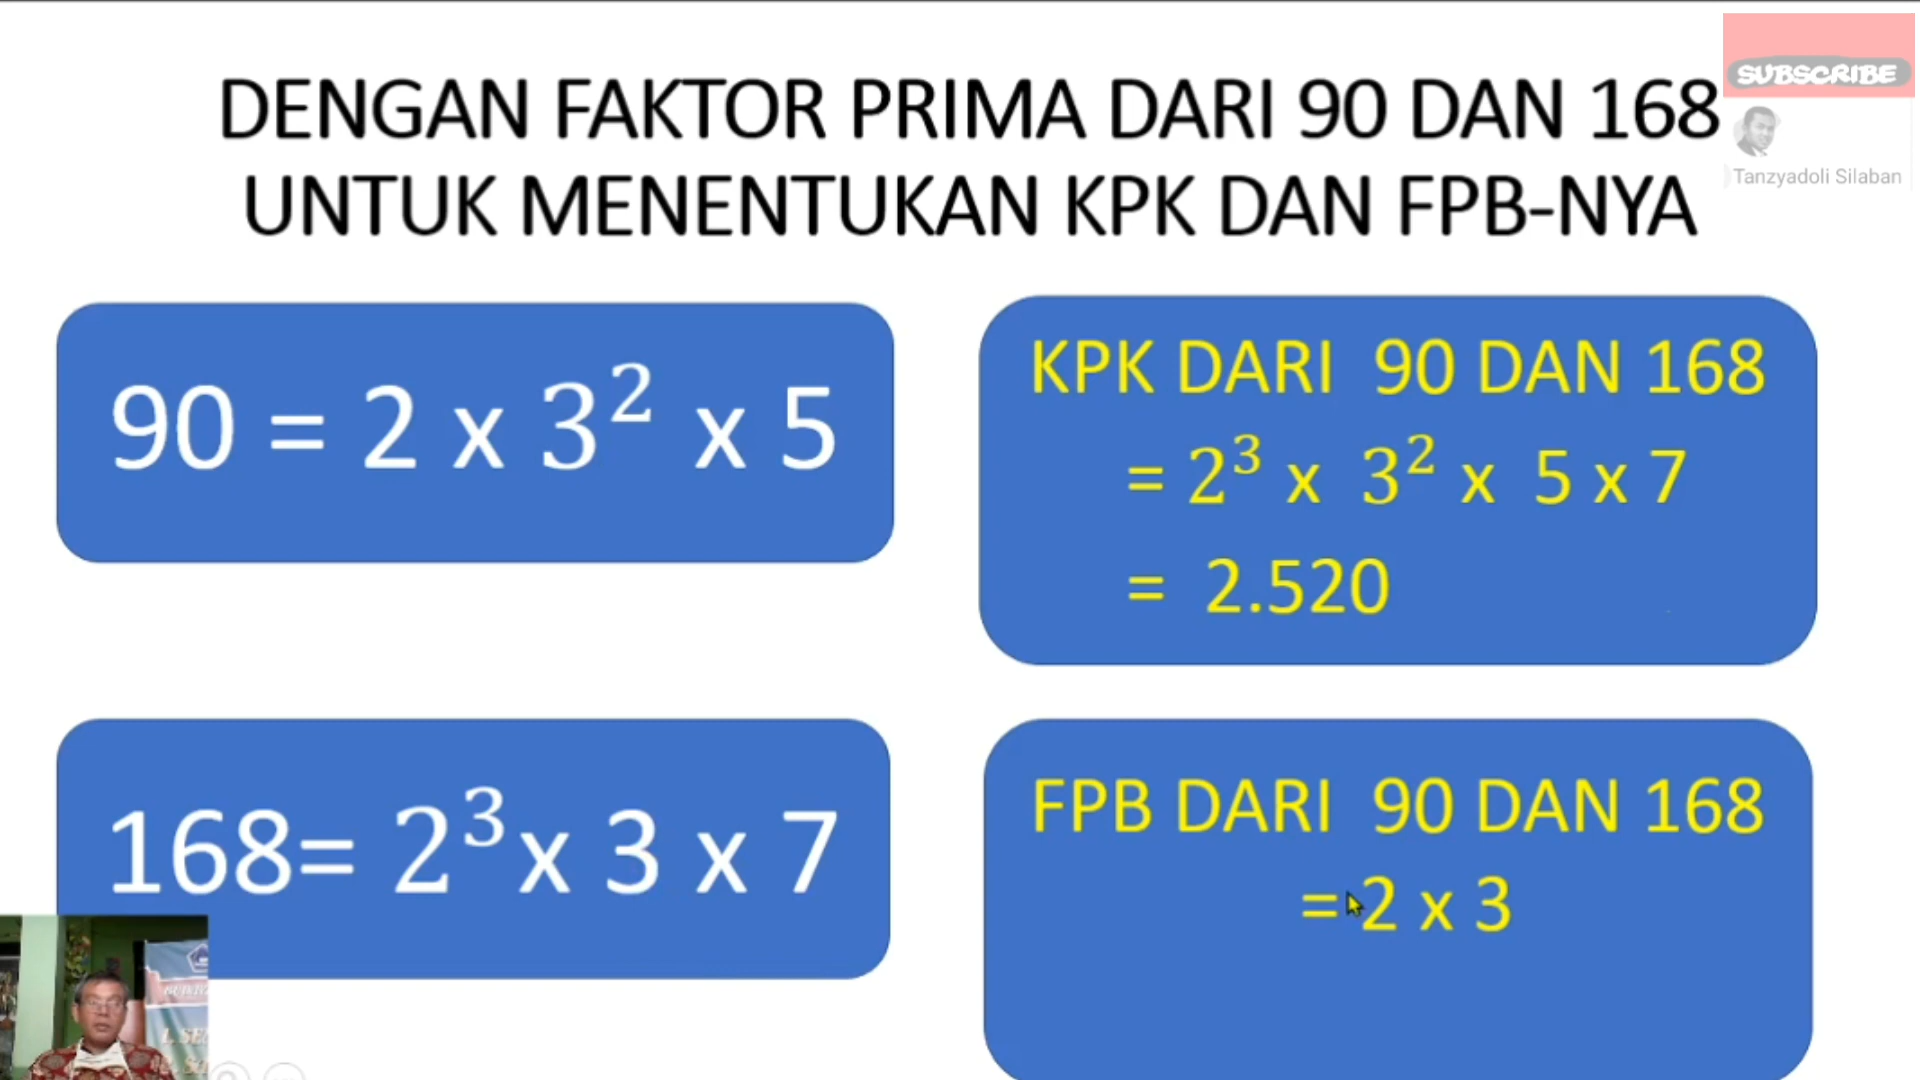 DENGAN FAKTOR PRIMA DARI 90 DAN 168
UNTUK MENENTUKAN KPK DAN FPB-NYA
SUBSCRIBE
Tanzyadoli Silaban
90 = 2 x 3² x 5
KPK DARI 90 DAN 168
= 2³ x 3² x 5 x 7
= 2.520
168= 2³ x 3 x 7
FPB DARI 90 DAN 168
= 2 x 3